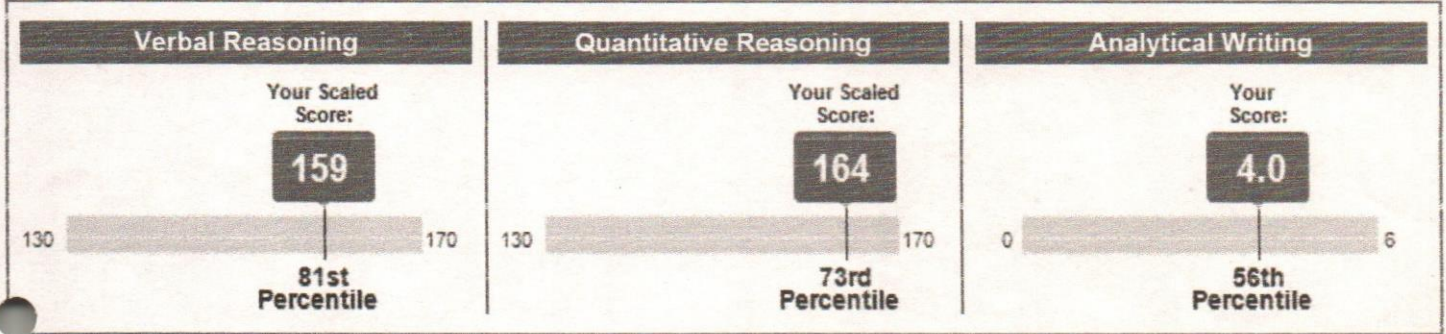 Verbal Reasoning
Your Scaled
Score:
159
130
170
81st
Percentile
Quantitative Reasoning
Your Scaled
Score:
164
130
170
73rd
Percentile
Analytical Writing
Your
Score:
4.0
0
6
56th
Percentile